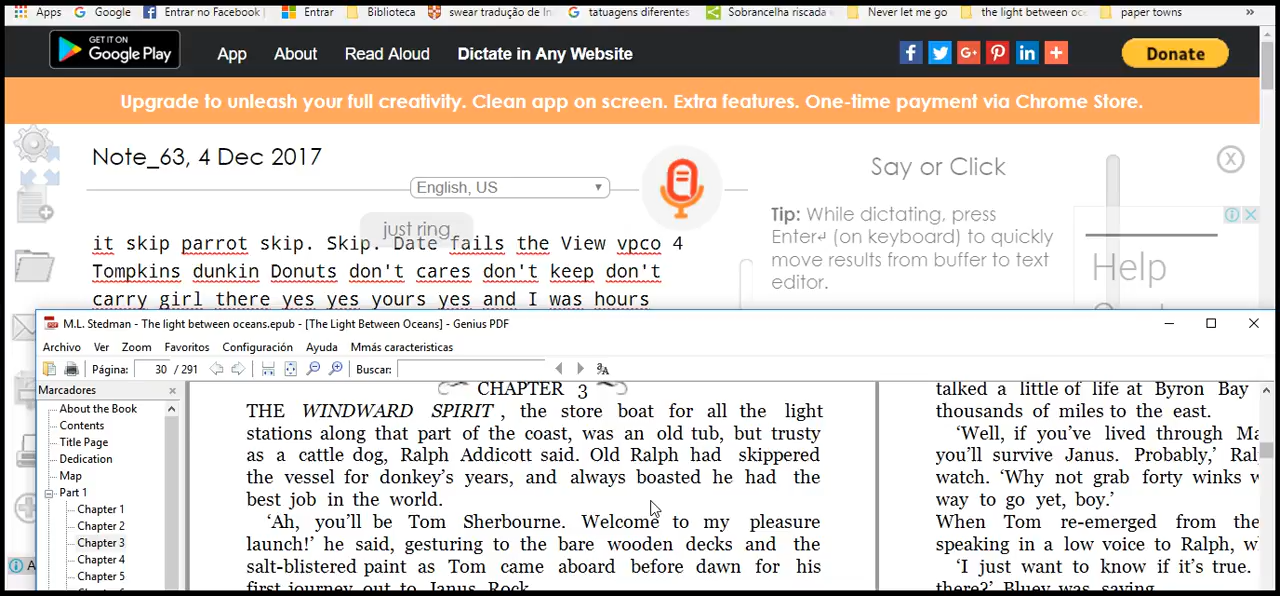 Apps Google Entrar no Facebook Entrar Biblioteca swear tradução de In tatuagens diferentes Sobrancelha riscada Never let me go the light between oc paper towns »
GET IT ON
Google Play App About Read Aloud Dictate in Any Website Donate
Upgrade to unleash your full creativity. Clean app on screen. Extra features. One-time payment via Chrome Store.
Note_63, 4 Dec 2017
English, US
just ring
it skip parrot skip. Skip. Date fails the View vpco 4
Tompkins dunkin Donuts don't cares don't keep don't
carry girl there yes yes yours yes and I was hours
Say or Click
Tip: While dictating, press
Enter↵ (on keyboard) to quickly
move results from buffer to text
editor.
Help
M.L. Stedman - The light between oceans.epub - [The Light Between Oceans] - Genius PDF
Archivo Ver Zoom Favoritos Configuración Ayuda Mmás caracteristicas
Página: 30 / 291 Buscar:
Marcadores
About the Book
Contents
Title Page
Dedication
Map
Part 1
Chapter 1
Chapter 2
Chapter 3
Chapter 4
Chapter 5
CHAPTER 3
THE WINDWARD SPIRIT , the store boat for all the light
stations along that part of the coast, was an old tub, but trusty
as a cattle dog, Ralph Addicott said. Old Ralph had skippered
the vessel for donkey's years, and always boasted he had the
best job in the world.
‘Ah, you’ll be Tom Sherbourne. Welcome to my pleasure
launch!’ he said, gesturing to the bare wooden decks and the
salt-blistered paint as Tom came aboard before dawn for his
first journey out to Janus Rock.
talked a little of life at Byron Bay
thousands of miles to the east.
‘Well, if you’ve lived through Ma
you’ll survive Janus. Probably,’ Ral
watch. ‘Why not grab forty winks w
way to go yet, boy.’
When Tom re-emerged from the
speaking in a low voice to Ralph, w
‘I just want to know if it’s true.
there?’ Bluey was saying.